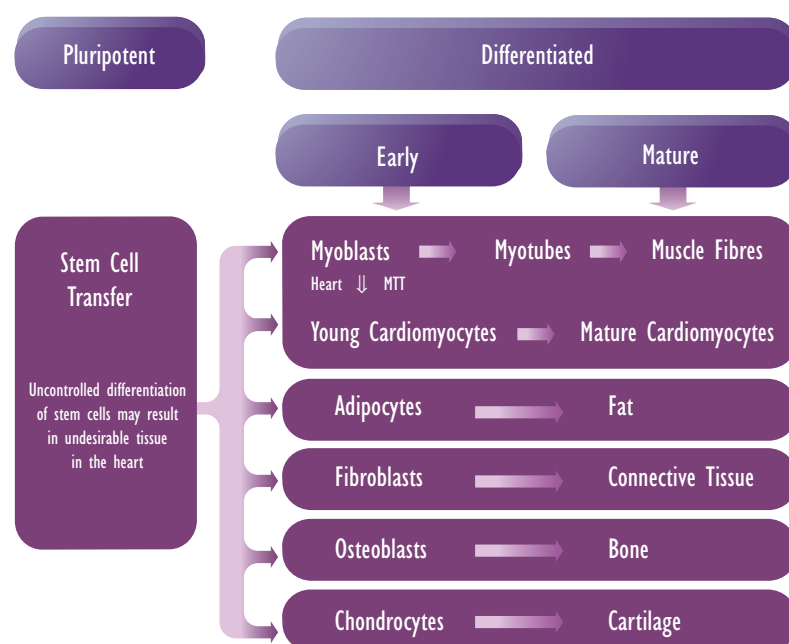 Pluripotent
Differentiated
Early
Mature
Stem Cell
Transfer
Uncontrolled differentiation
of stem cells may result
in undesirable tissue
in the heart
Myoblasts Myotubes Muscle Fibres
Heart ⇓ MTT
Young Cardiomyocytes Mature Cardiomyocytes
Adipocytes Fat
Fibroblasts Connective Tissue
Osteoblasts Bone
Chondrocytes Cartilage